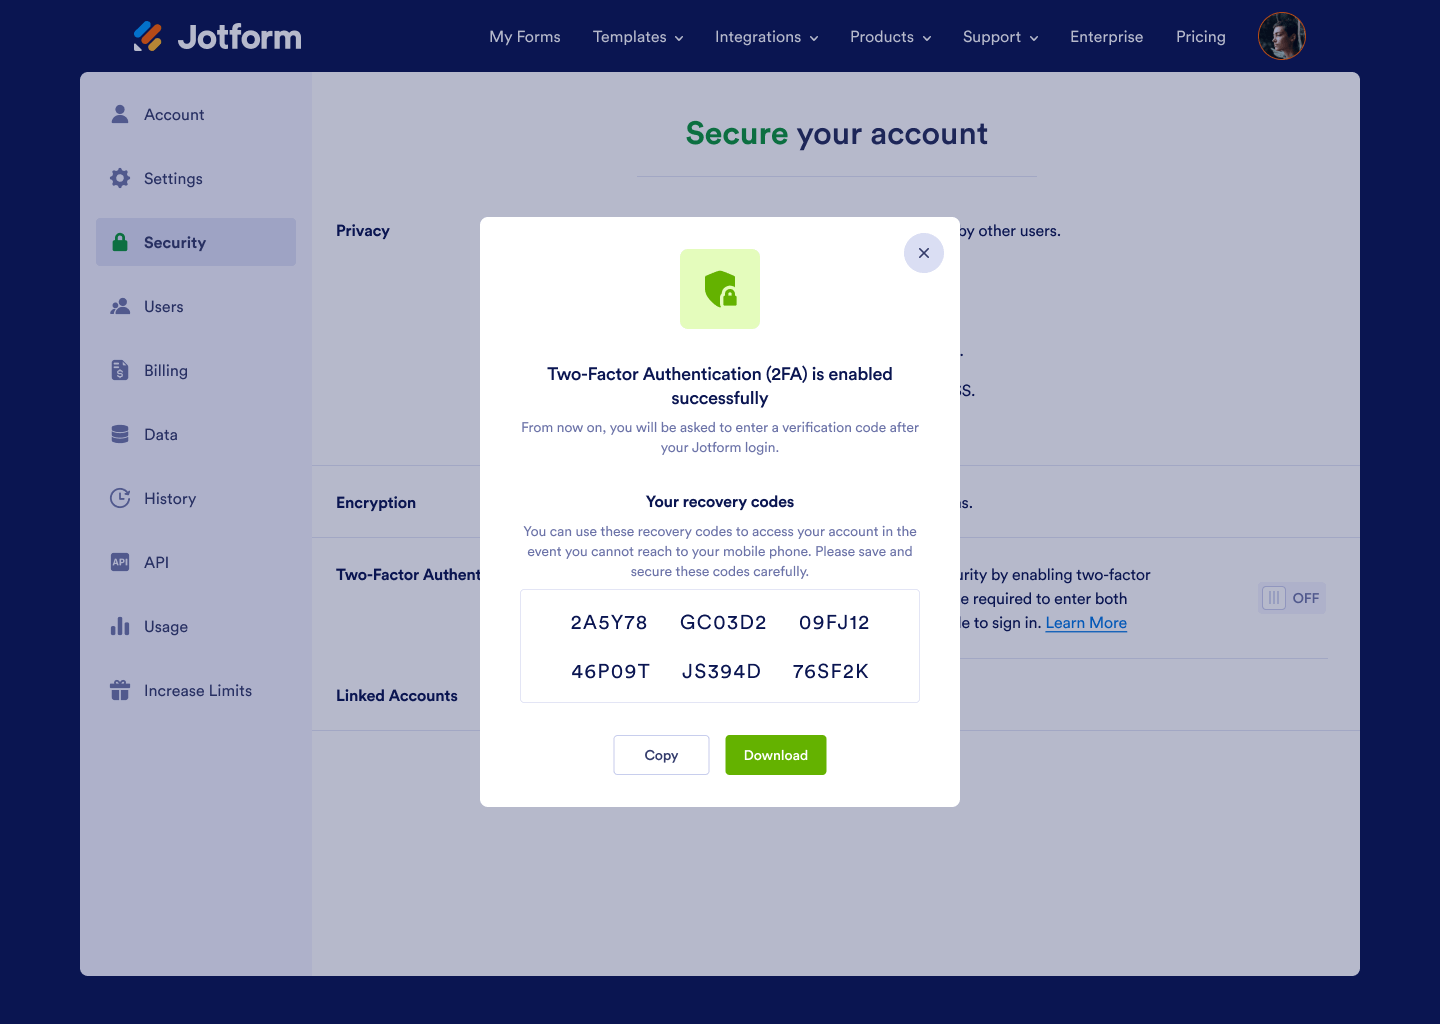 Jotform
My Forms Templates Integrations Products Support Enterprise Pricing
Account
Settings
Security
Users
Billing
Data
History
API
API
Usage
Increase Limits
Secure your account
Privacy
by other users.
Encryption
Two-Factor
urity by enabling two-factor
required to enter both
to sign in. Learn More
OFF
Linked Accounts
Two-Factor Authentication (2FA) is enabled
successfully
From now on, you will be asked to enter a verification code after
your Jotform login.
Your recovery codes
You can use these recovery codes to access your account in the
event you cannot reach to your mobile phone. Please save and
secure these codes carefully.
2A5Y78 GC03D2 09FJ12
46P09T JS394D 76SF2K
Copy Download